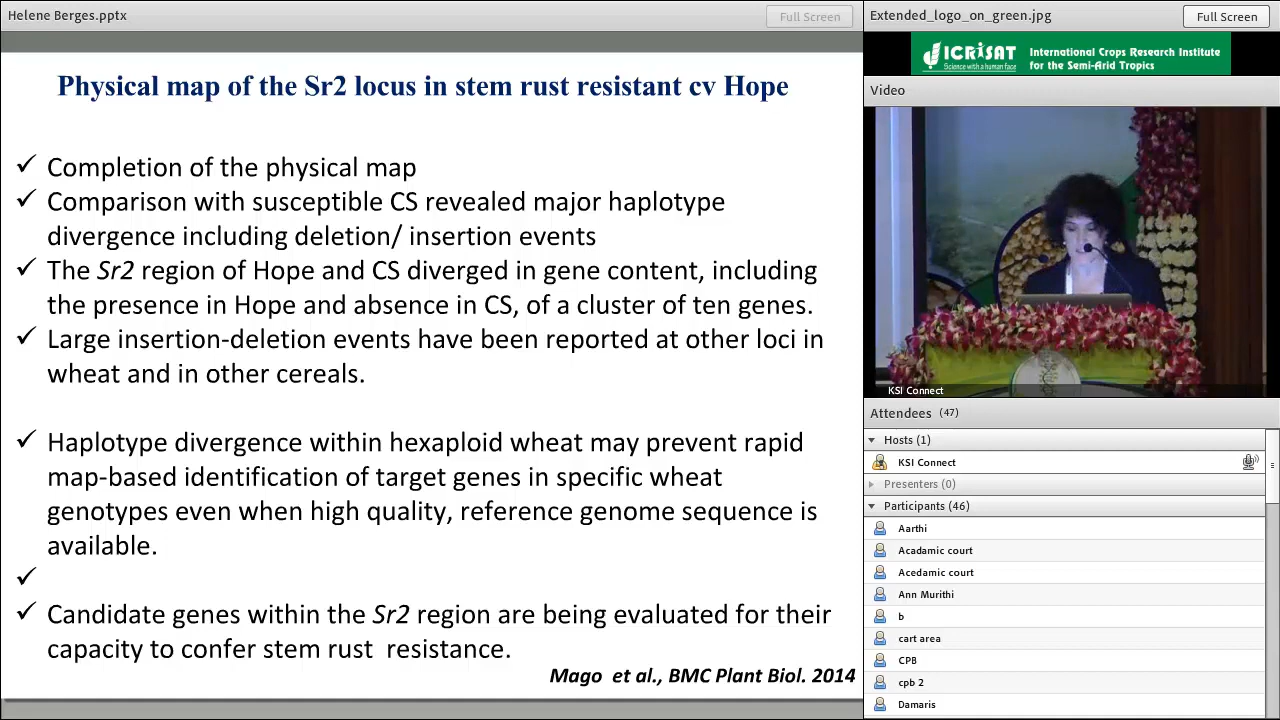 Helene Berges.pptx
Full Screen
Physical map of the Sr2 locus in stem rust resistant cv Hope
✓ Completion of the physical map
✓ Comparison with susceptible CS revealed major haplotype
divergence including deletion/ insertion events
✓ The Sr2 region of Hope and CS diverged in gene content, including
the presence in Hope and absence in CS, of a cluster of ten genes.
✓ Large insertion-deletion events have been reported at other loci in
wheat and in other cereals.
✓ Haplotype divergence within hexaploid wheat may prevent rapid
map-based identification of target genes in specific wheat
genotypes even when high quality, reference genome sequence is
available.
✓
✓ Candidate genes within the Sr2 region are being evaluated for their
capacity to confer stem rust  resistance.
Mago et al., BMC Plant Biol. 2014
Extended_logo_on_green.jpg
Full Screen
ICRISAT
Science with a human face
International Crops Research Institute
for the Semi-Arid Tropics
Video
KSI Connect
Attendees (47)
Hosts (1)
KSI Connect
Presenters (0)
Participants (46)
Aarthi
Acadamic court
Acedamic court
Ann Murithi
b
cart area
CPB
cpb 2
Damaris